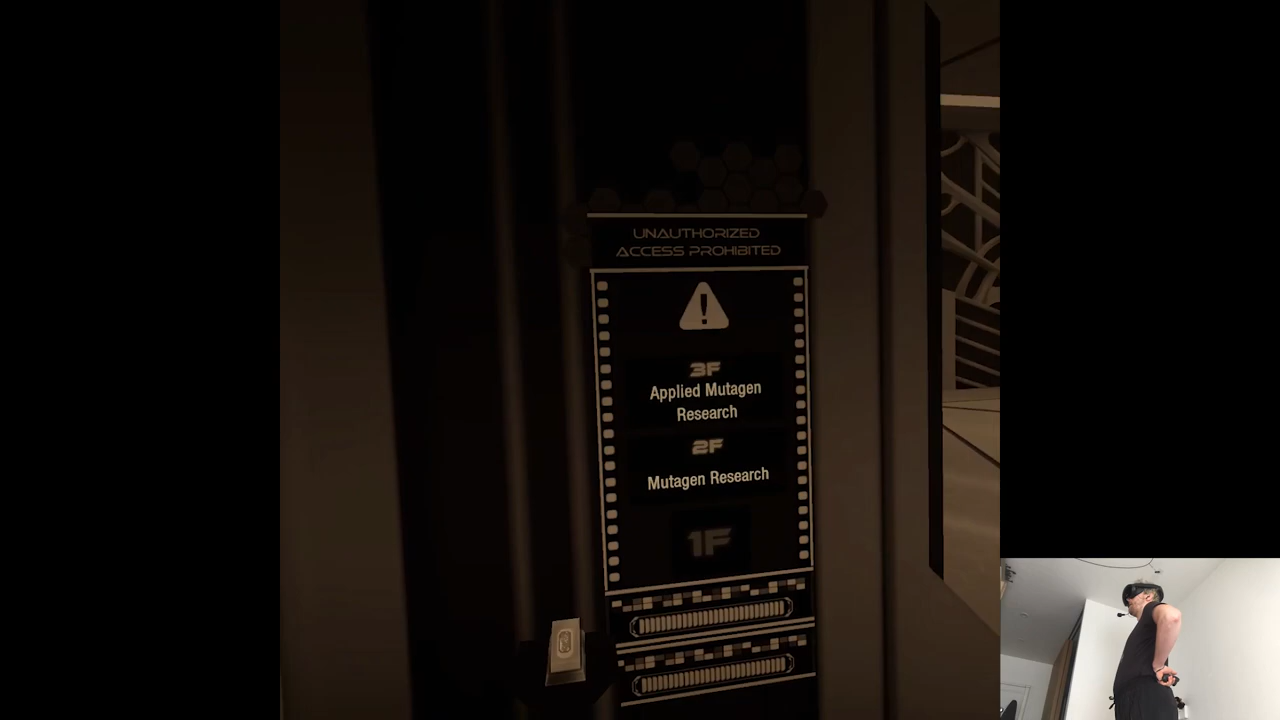 UNAUTHORIZED
ACCESS PROHIBITED
3F
Applied Mutagen
Research
2F
Mutagen Research
1F